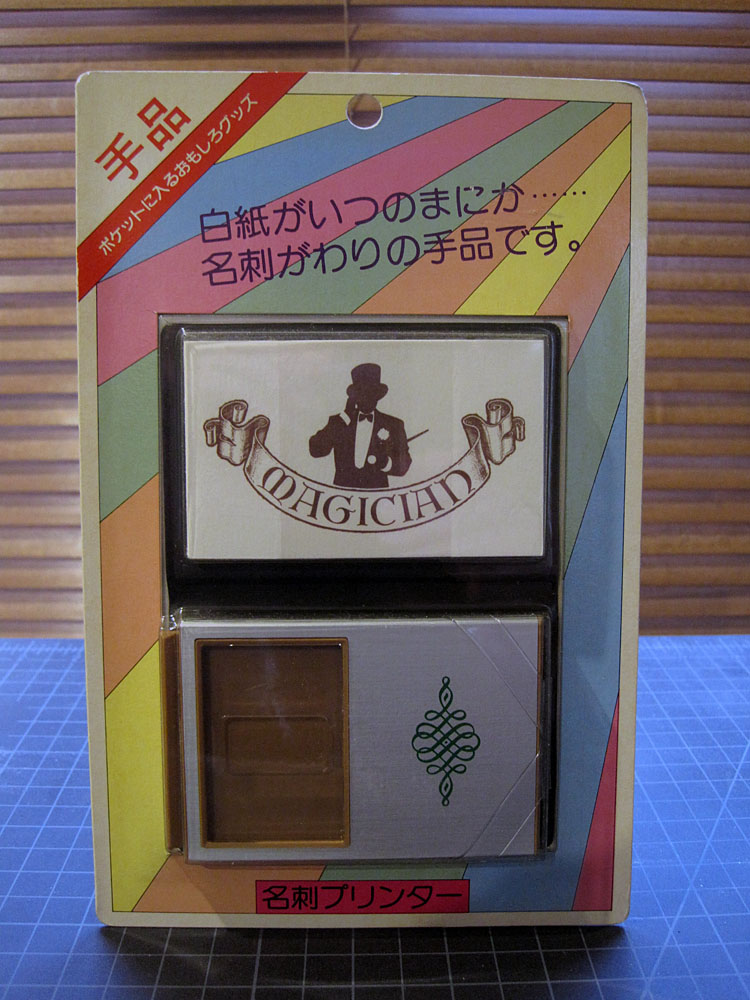 手品
ポケットに入るおもしろグッズ
白紙がいつのまにか……
名刺がわりの手品です。
MAGICIAN
名刺プリンター